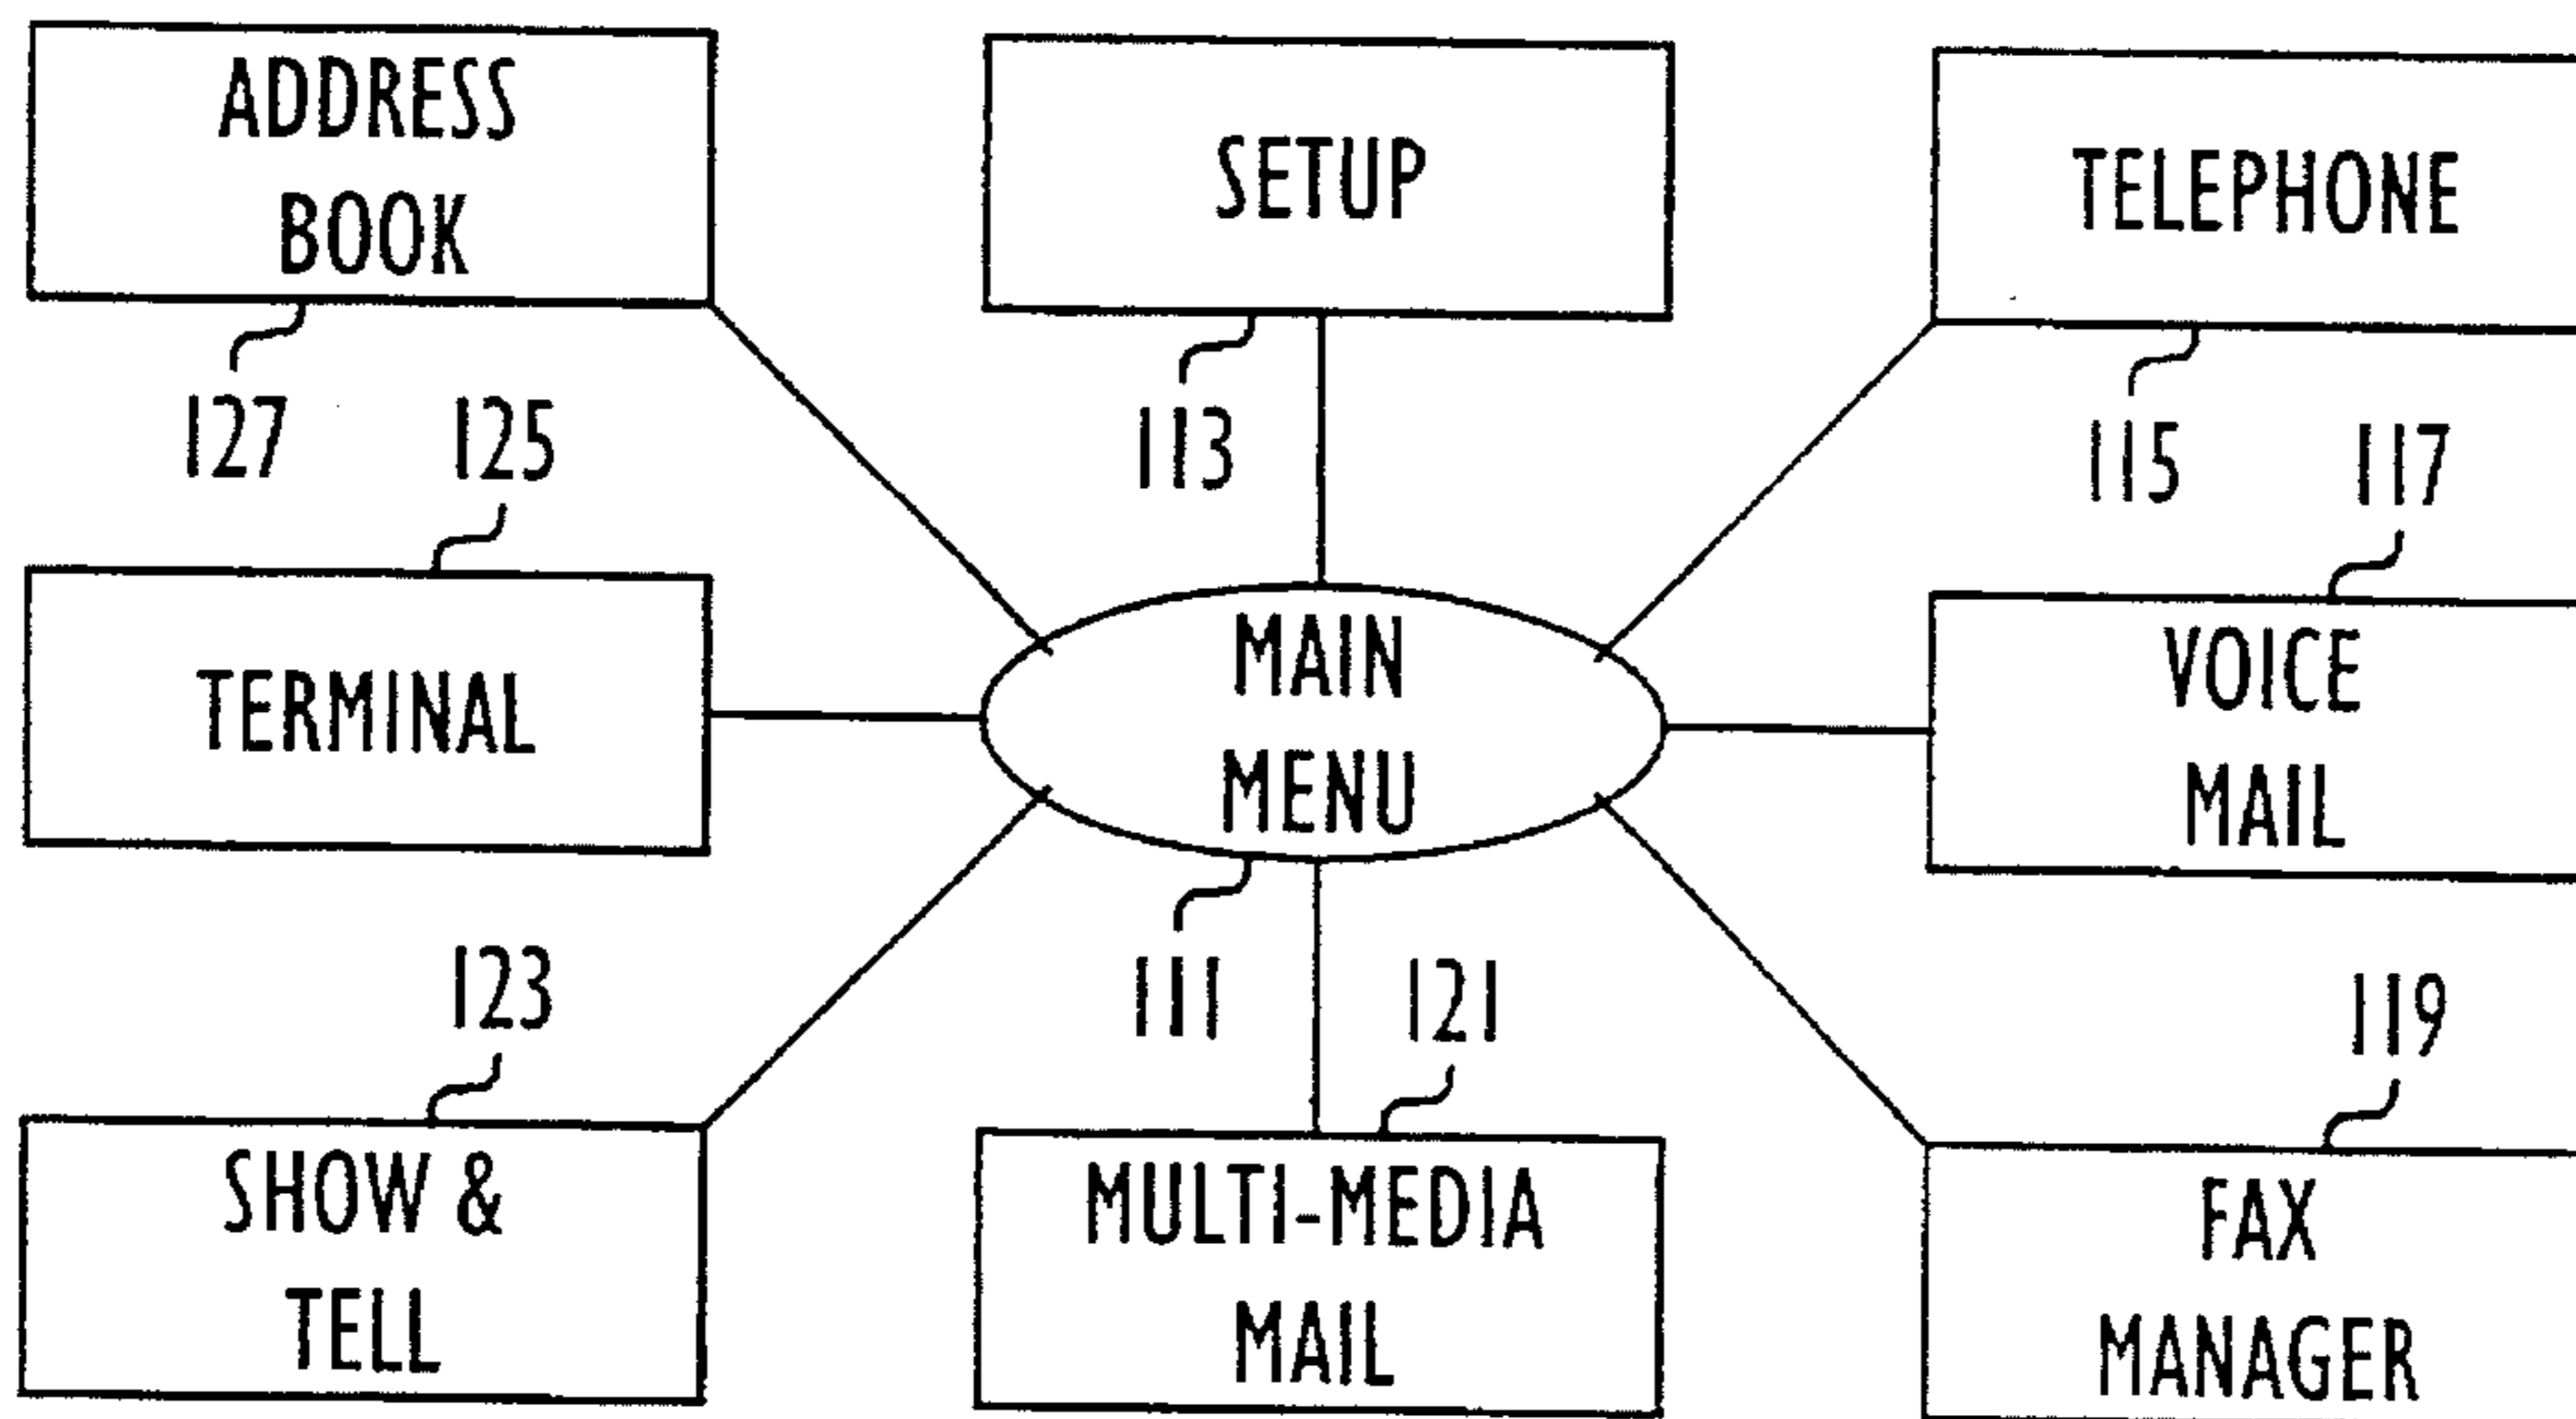 ADDRESS
BOOK
SETUP
TELEPHONE
127
125
113
115
117
TERMINAL
MAIN
MENU
VOICE
MAIL
123
111
121
119
SHOW &
TELL
MULTI-MEDIA
MAIL
FAX
MANAGER